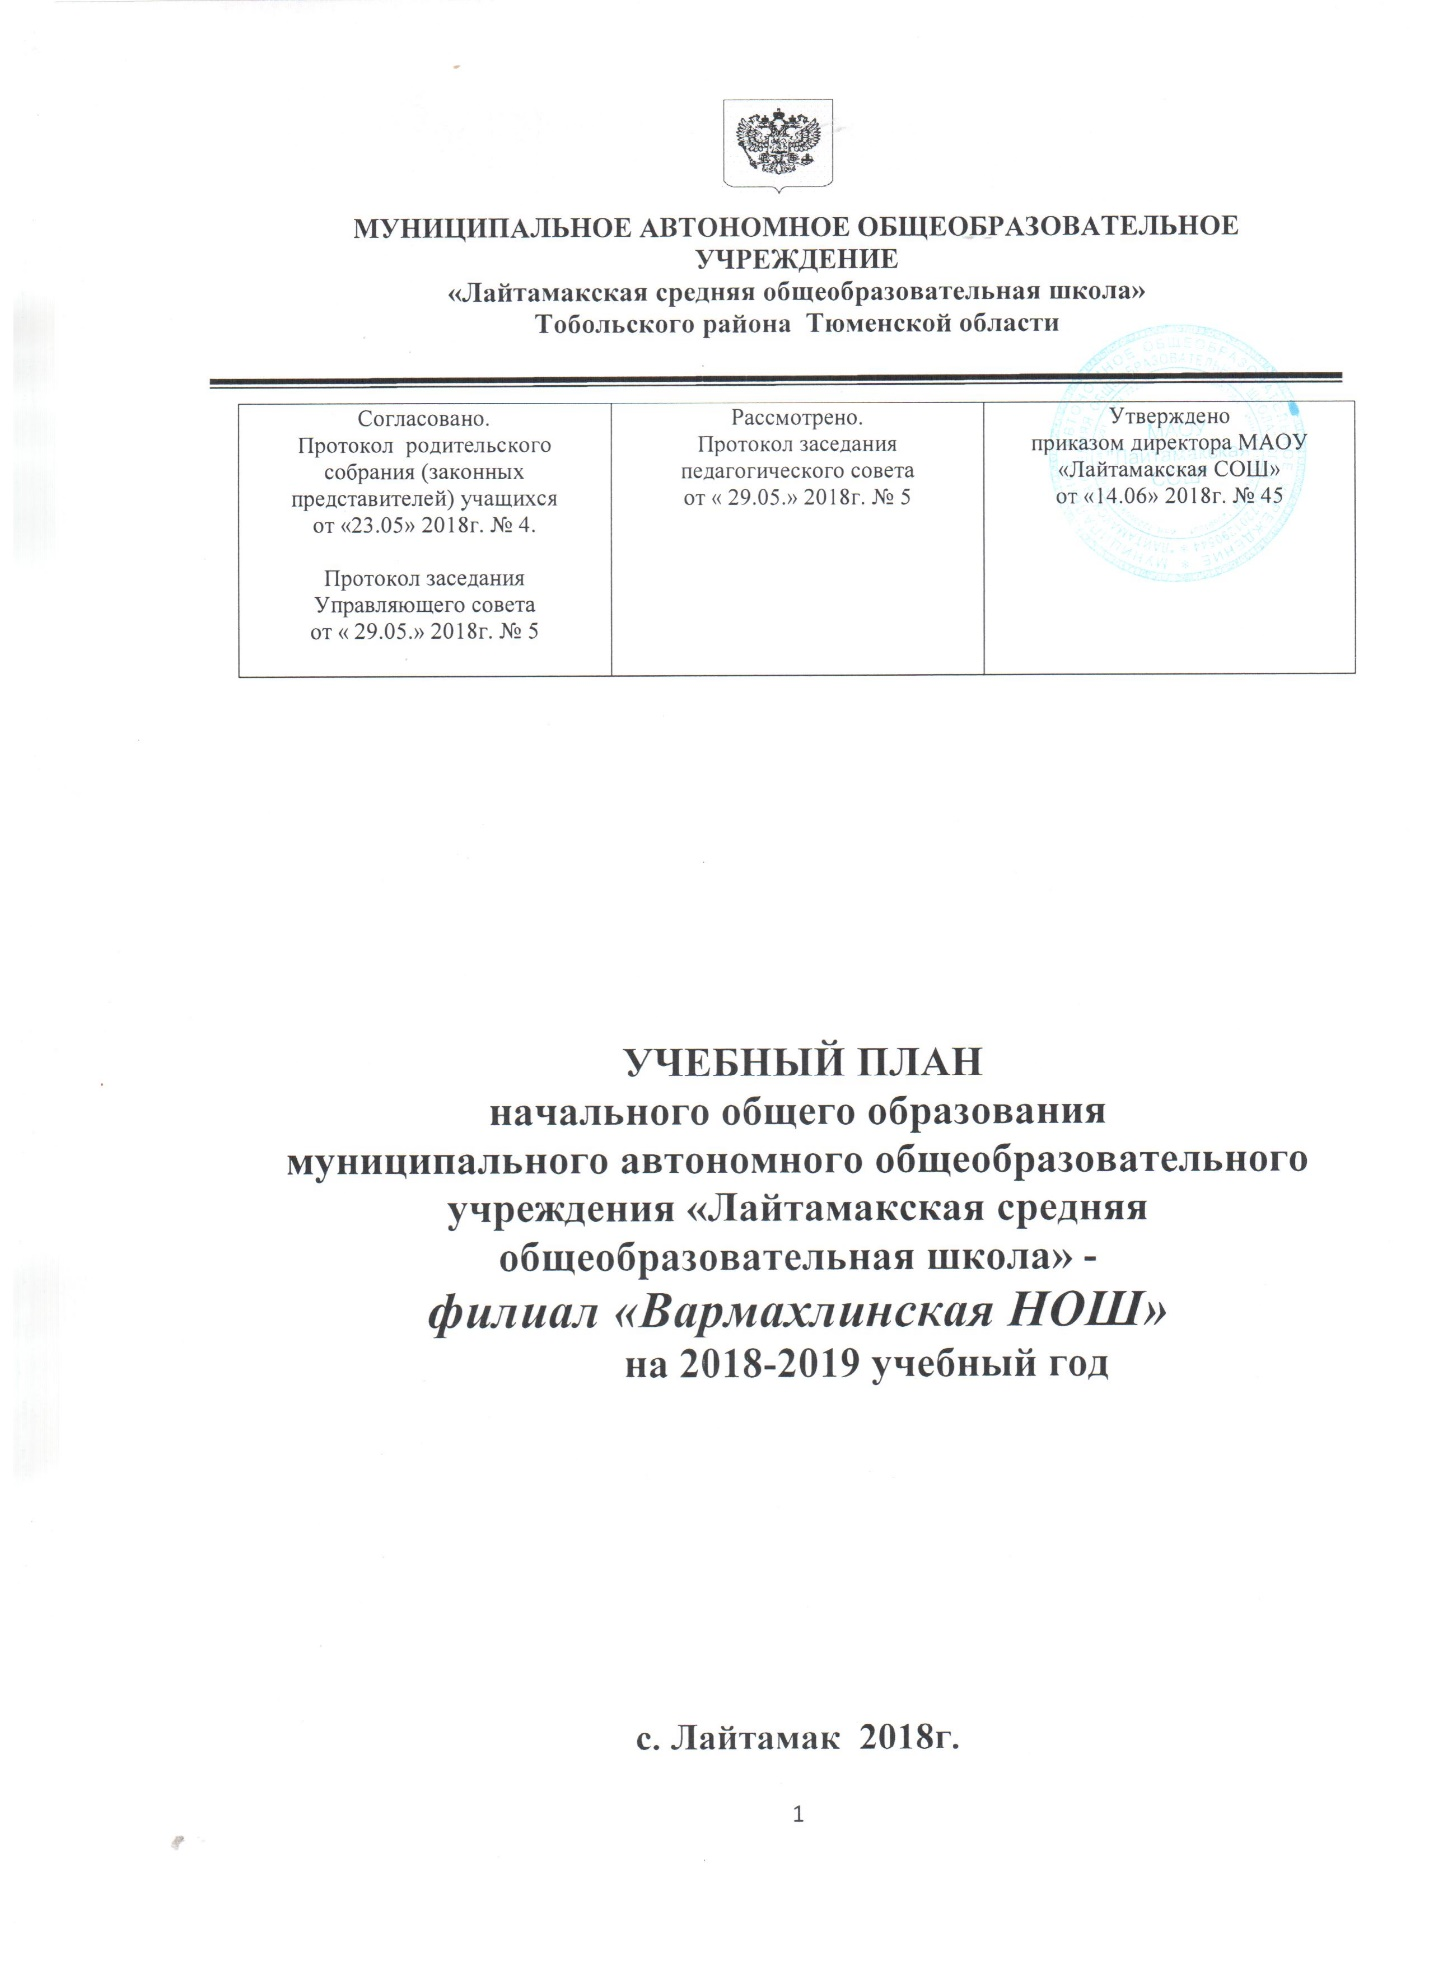 МУНИЦИПАЛЬНОЕ АВТОНОМНОЕ ОБЩЕОБРАЗОВАТЕЛЬНОЕ
УЧРЕЖДЕНИЕ
«Лайтамакская средняя общеобразовательная школа»
Тобольского района  Тюменской области
Согласовано.
Протокол  родительского
собрания (законных
представителей) учащихся
от «23.05» 2018г. № 4.
Протокол заседания
Управляющего совета
от « 29.05.» 2018г. № 5
Рассмотрено.
Протокол заседания
педагогического совета
от « 29.05.» 2018г. № 5
Утверждено
приказом директора МАОУ
«Лайтамакская СОШ»
от «14.06» 2018г. № 45
МАОУ
Лайтамакская
СОШ
УЧЕБНЫЙ ПЛАН
начального общего образования
муниципального автономного общеобразовательного
учреждения «Лайтамакская средняя
общеобразовательная школа» -
филиал «Вармахлинская НОШ»
на 2018-2019 учебный год
с. Лайтамак  2018г.
1